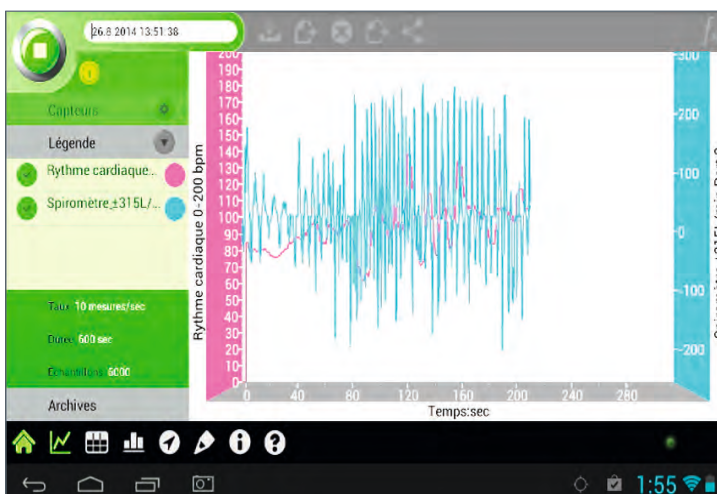 26.8.2014 13:51:38
Capteurs
Légende
Rythme cardiaque...
Spiromètre,±315L/...
Taux: 10 mesures/sec
Durée: 600 sec
Échantillons: 6000
Archives
Rythme cardiaque 0-200 bpm
200
190
180
170
160
150
140
130
120
110
100
90
80
70
60
50
40
30
20
10
0
0 40 80 120 160 200 240 280
Temps:sec
300
200
100
0
-100
-200
1:55